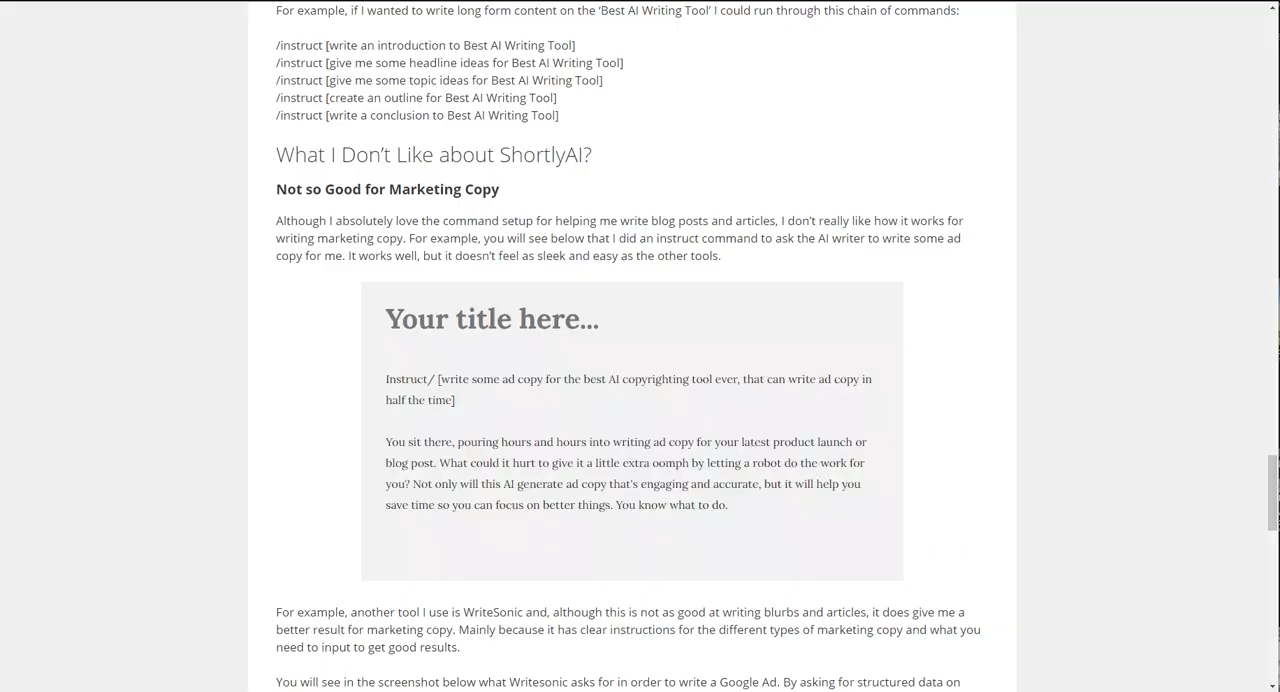 For example, if I wanted to write long form content on the ‘Best AI Writing Tool’ I could run through this chain of commands:
/instruct [write an introduction to Best AI Writing Tool]
/instruct [give me some headline ideas for Best AI Writing Tool]
/instruct [give me some topic ideas for Best AI Writing Tool]
/instruct [create an outline for Best AI Writing Tool]
/instruct [write a conclusion to Best AI Writing Tool]
What I Don’t Like about ShortlyAI?
Not so Good for Marketing Copy
Although I absolutely love the command setup for helping me write blog posts and articles, I don’t really like how it works for
writing marketing copy. For example, you will see below that I did an instruct command to ask the AI writer to write some ad
copy for me. It works well, but it doesn’t feel as sleek and easy as the other tools.
Your title here...
Instruct/ [write some ad copy for the best AI copyrighting tool ever, that can write ad copy in
half the time]
You sit there, pouring hours and hours into writing ad copy for your latest product launch or
blog post. What could it hurt to give it a little extra oomph by letting a robot do the work for
you? Not only will this AI generate ad copy that's engaging and accurate, but it will help you
save time so you can focus on better things. You know what to do.
For example, another tool I use is WriteSonic and, although this is not as good at writing blurbs and articles, it does give me a
better result for marketing copy. Mainly because it has clear instructions for the different types of marketing copy and what you
need to input to get good results.
You will see in the screenshot below what Writesonic asks for in order to write a Google Ad. By asking for structured data on